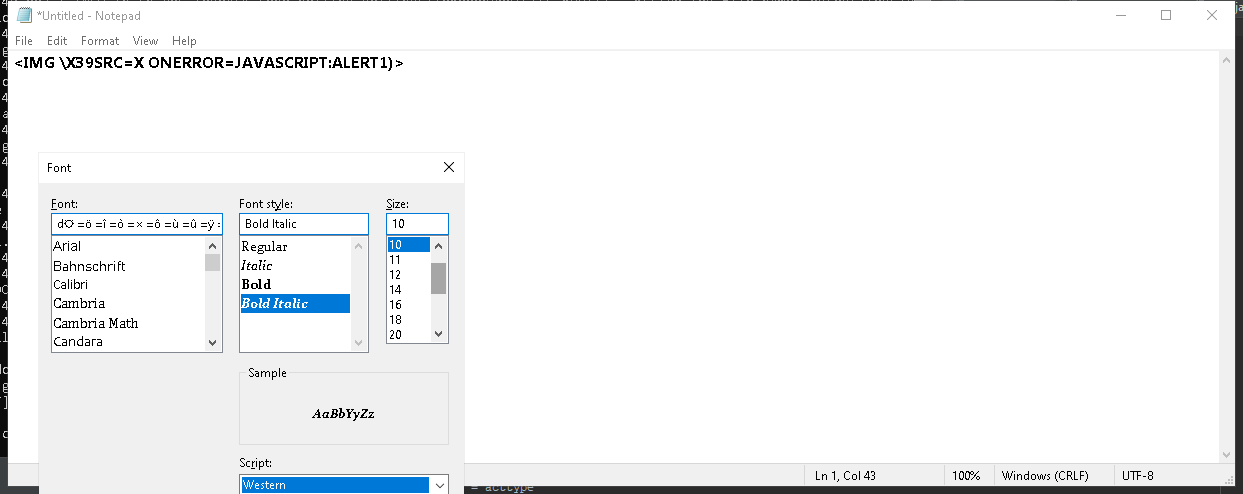 *Untitled - Notepad
File Edit Format View Help
<IMG \X39SRC=X ONERROR=JAVASCRIPT:ALERT1)>
Font
Font: Font style: Size:
Bold Italic 10
Arial Regular 10
Bahnschrift Italic 11
Calibri Bold 12
Cambria Bold Italic 14
Cambria Math 16
Candara 18
20
Sample
AaBbYyZz
Script:
Western
Ln 1, Col 43 100% Windows (CRLF) UTF-8
= acctype